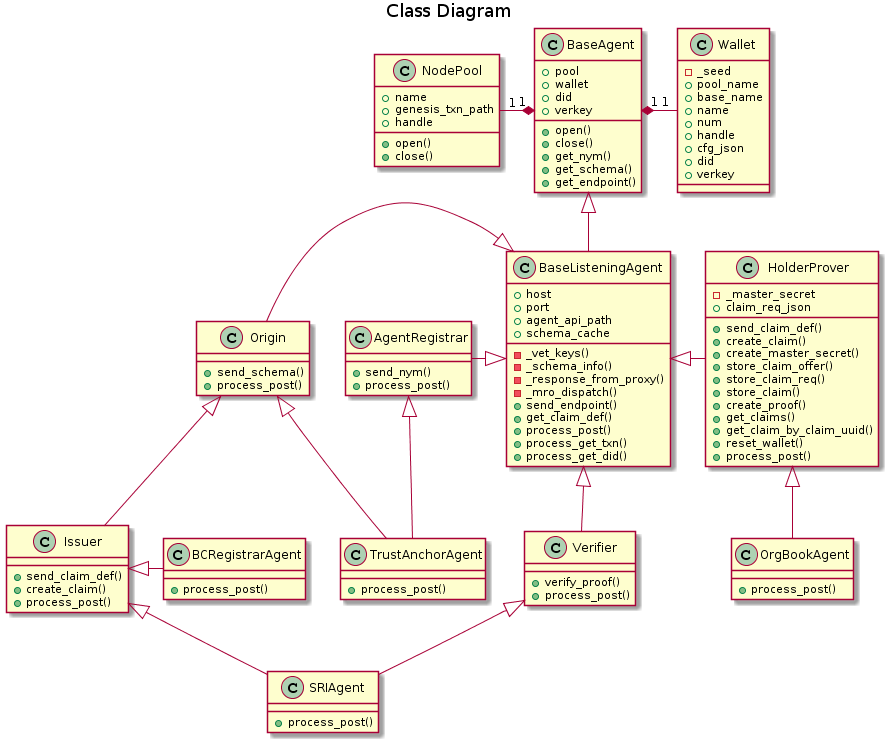 Class Diagram
C NodePool
name
genesis_txn_path
handle
open()
close()
1
1
C BaseAgent
pool
wallet
did
verkey
open()
close()
get_nym()
get_schema()
get_endpoint()
1
1
C Wallet
_seed
pool_name
base_name
name
num
handle
cfg_json
did
verkey
C BaseListeningAgent
host
port
agent_api_path
schema_cache
_vet_keys()
_schema_info()
_response_from_proxy()
_mro_dispatch()
send_endpoint()
get_claim_def()
process_post()
process_get_txn()
process_get_did()
C HolderProver
_master_secret
claim_req_json
send_claim_def()
create_claim()
create_master_secret()
store_claim_offer()
store_claim_req()
store_claim()
create_proof()
get_claims()
get_claim_by_claim_uuid()
reset_wallet()
process_post()
C Origin
send_schema()
process_post()
C AgentRegistrar
send_nym()
process_post()
C Issuer
send_claim_def()
create_claim()
process_post()
C BCRegistrarAgent
process_post()
C TrustAnchorAgent
process_post()
C Verifier
verify_proof()
process_post()
C OrgBookAgent
process_post()
C SRIAgent
process_post()